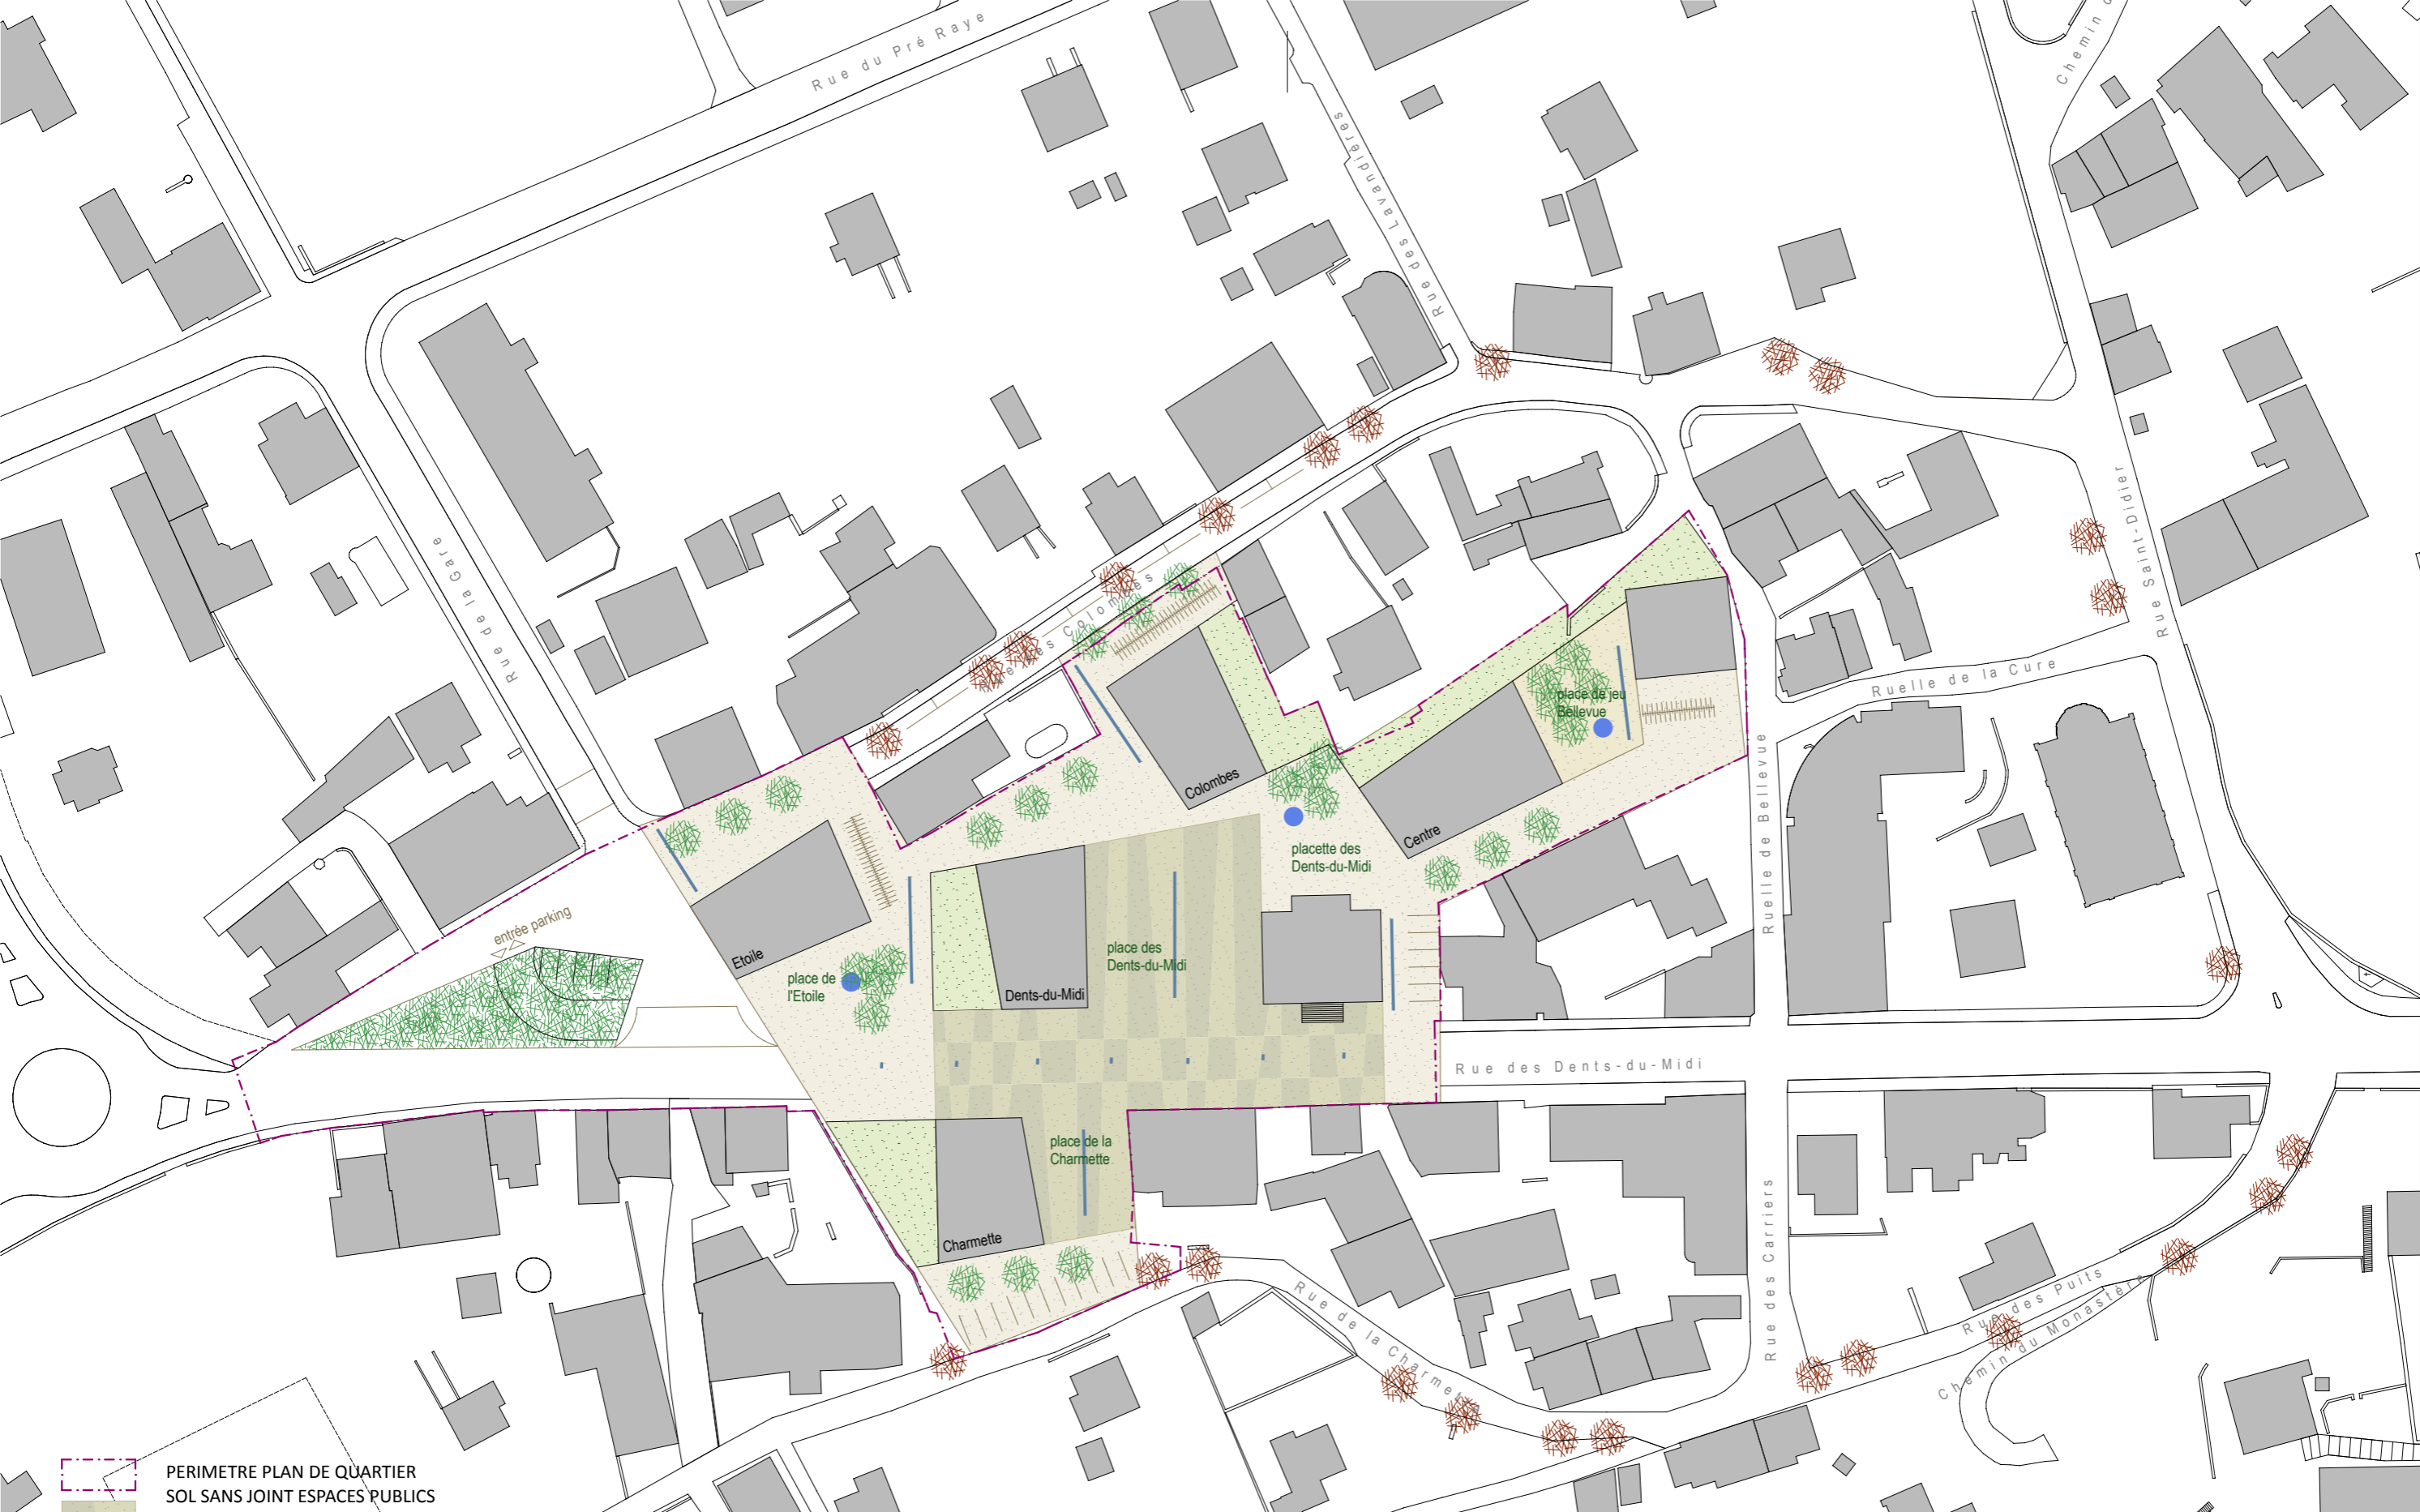 Rue du Pré Raye
Chemin d
Rue des Lavandières
Rue de la Gare
Rue Saint-Didier
Rue des Colombes
Ruelle de la Cure
place de jeu
Bellevue
Ruelle de Bellevue
Colombes
Centre
placette des
Dents-du-Midi
entrée parking
Etoile
place de
l'Etoile
place des
Dents-du-Midi
Dents-du-Midi
Rue des Dents-du-Midi
place de la
Charmette
Charmette
Rue des Carriers
Rue de la Charmette
Rue des Puits
Chemin du Monastère
PERIMETRE PLAN DE QUARTIER
SOL SANS JOINT ESPACES PUBLICS